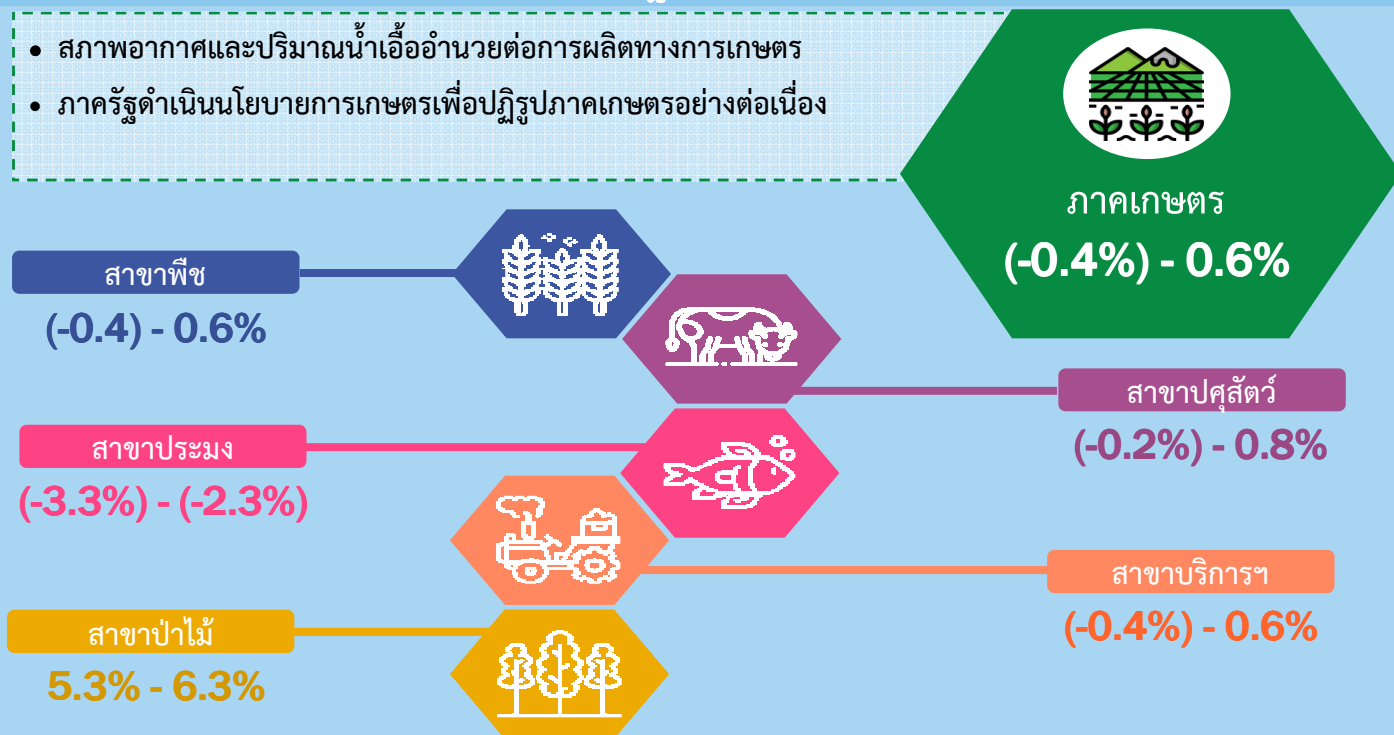 • สภาพอากาศและปริมาณน้ำเอื้ออำนวยต่อการผลิตทางการเกษตร
• ภาครัฐดำเนินนโยบายการเกษตรเพื่อปฏิรูปภาคเกษตรอย่างต่อเนื่อง
ภาคเกษตร
(-0.4%) - 0.6%
สาขาพืช
(-0.4) - 0.6%
สาขาปศุสัตว์
(-0.2%) - 0.8%
สาขาประมง
(-3.3%) - (-2.3%)
สาขาบริการฯ
(-0.4%) - 0.6%
สาขาป่าไม้
5.3% - 6.3%